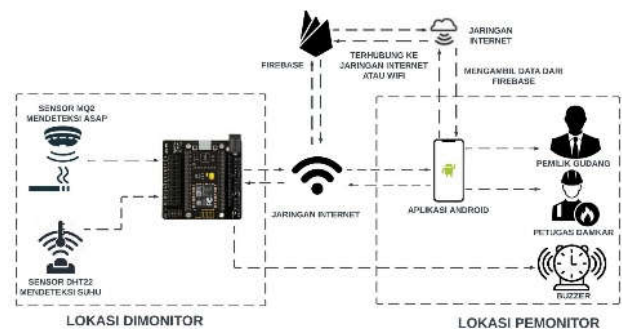 FIREBASE
TERHUBUNG KE
JARINGAN INTERNET
ATAU WIFI
JARINGAN
INTERNET
MENGAMBIL DATA DARI
FIREBASE
SENSOR MQ2
MENDETEKSI ASAP
SENSOR DHT22
MENDETEKSI SUHU
JARINGAN INTERNET
APLIKASI ANDROID
PEMILIK GUDANG
PETUGAS DAMKAR
BUZZER
LOKASI DIMONITOR
LOKASI PEMONITOR